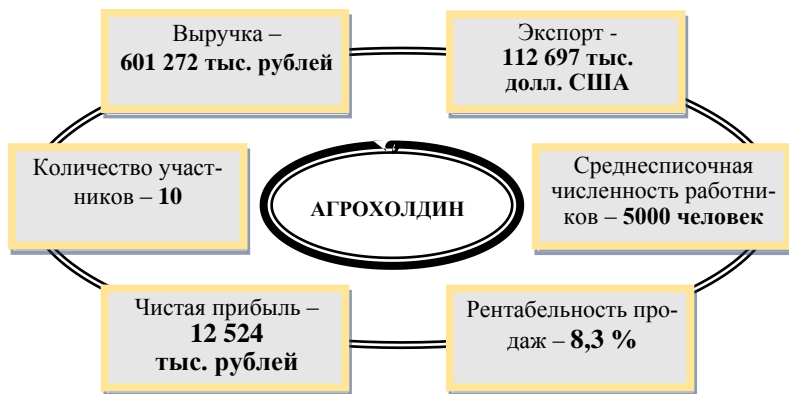 Выручка –
601 272 тыс. рублей
Экспорт -
112 697 тыс.
долл. США
Количество участ-
ников – 10
АГРОХОЛДИН
Среднесписочная
численность работни-
ков – 5000 человек
Чистая прибыль –
12 524
тыс. рублей
Рентабельность про-
даж – 8,3 %